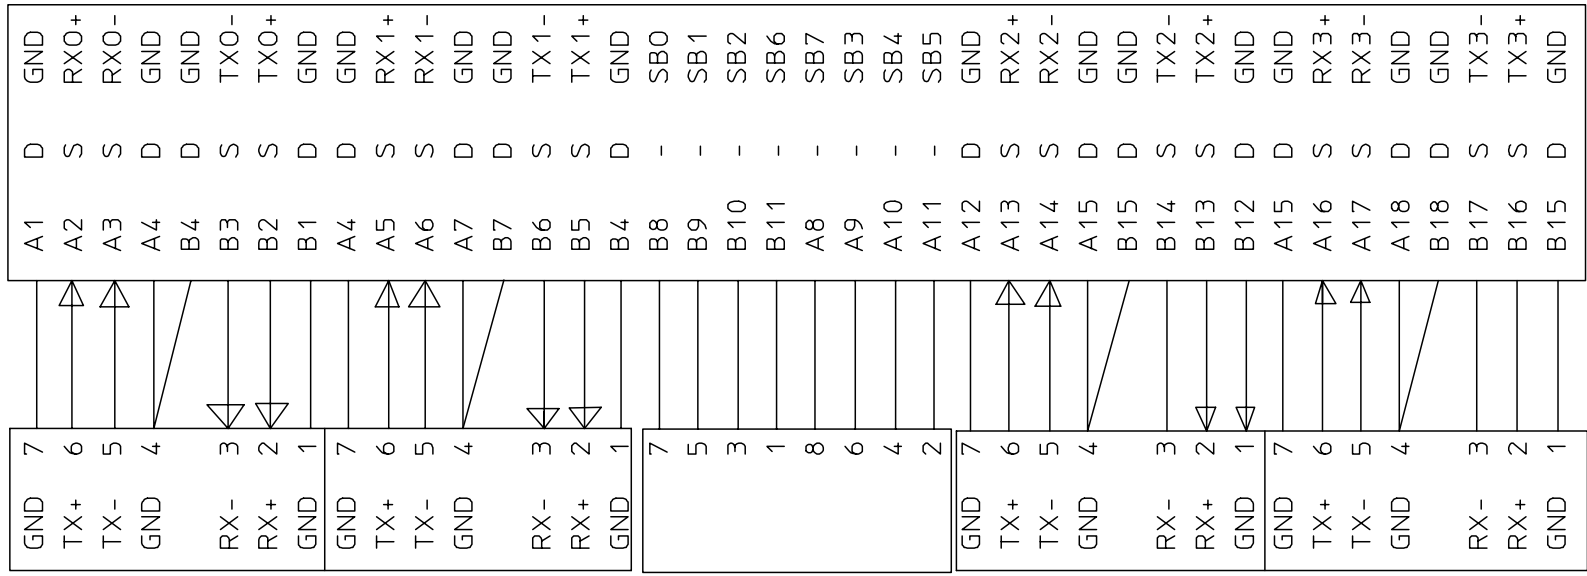 GND RX0+ RX0- GND GND TX0- TX0+ GND GND RX1+ RX1- GND GND TX1- TX1+ GND SB0 SB1 SB2 SB6 SB7 SB3 SB4 SB5 GND RX2+ RX2- GND GND TX2- TX2+ GND GND RX3+ RX3- GND GND TX3- TX3+ GND
D S S D D S S D D S S D D S S D - - - - - - - - D S S D D S S D D S S D D S S D
A1 A2 A3 A4 B4 B3 B2 B1 A4 A5 A6 A7 B7 B6 B5 B4 B8 B9 B10 B11 A8 A9 A10 A11 A12 A13 A14 A15 B15 B14 B13 B12 A15 A16 A17 A18 B18 B17 B16 B15
7 6 5 4 3 2 1 7 6 5 4 3 2 1 7 5 3 1 8 6 4 2 7 6 5 4 3 2 1 7 6 5 4 3 2 1
GND TX+ TX- GND RX- RX+ GND GND TX+ TX- GND RX- RX+ GND GND TX+ TX- GND RX- RX+ GND GND TX+ TX- GND RX- RX+ GND